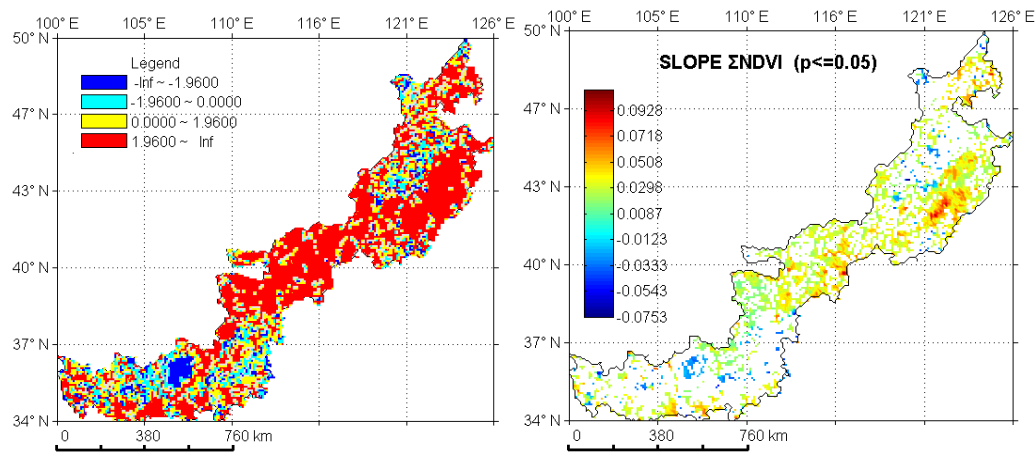 100° E 105° E 110° E 116° E 121° E 126° E
50° N
47° N
43° N
40° N
37° N
34° N
Legend
-Inf ~ -1.9600
-1.9600 ~ 0.0000
0.0000 ~ 1.9600
1.9600 ~ Inf
0 380 760 km
100° E 105° E 110° E 116° E 121° E 126° E
50° N
47° N
43° N
40° N
37° N
34° N
SLOPE ΣNDVI (p<=0.05)
0.0928
0.0718
0.0508
0.0298
0.0087
-0.0123
-0.0333
-0.0543
-0.0753
0 380 760 km